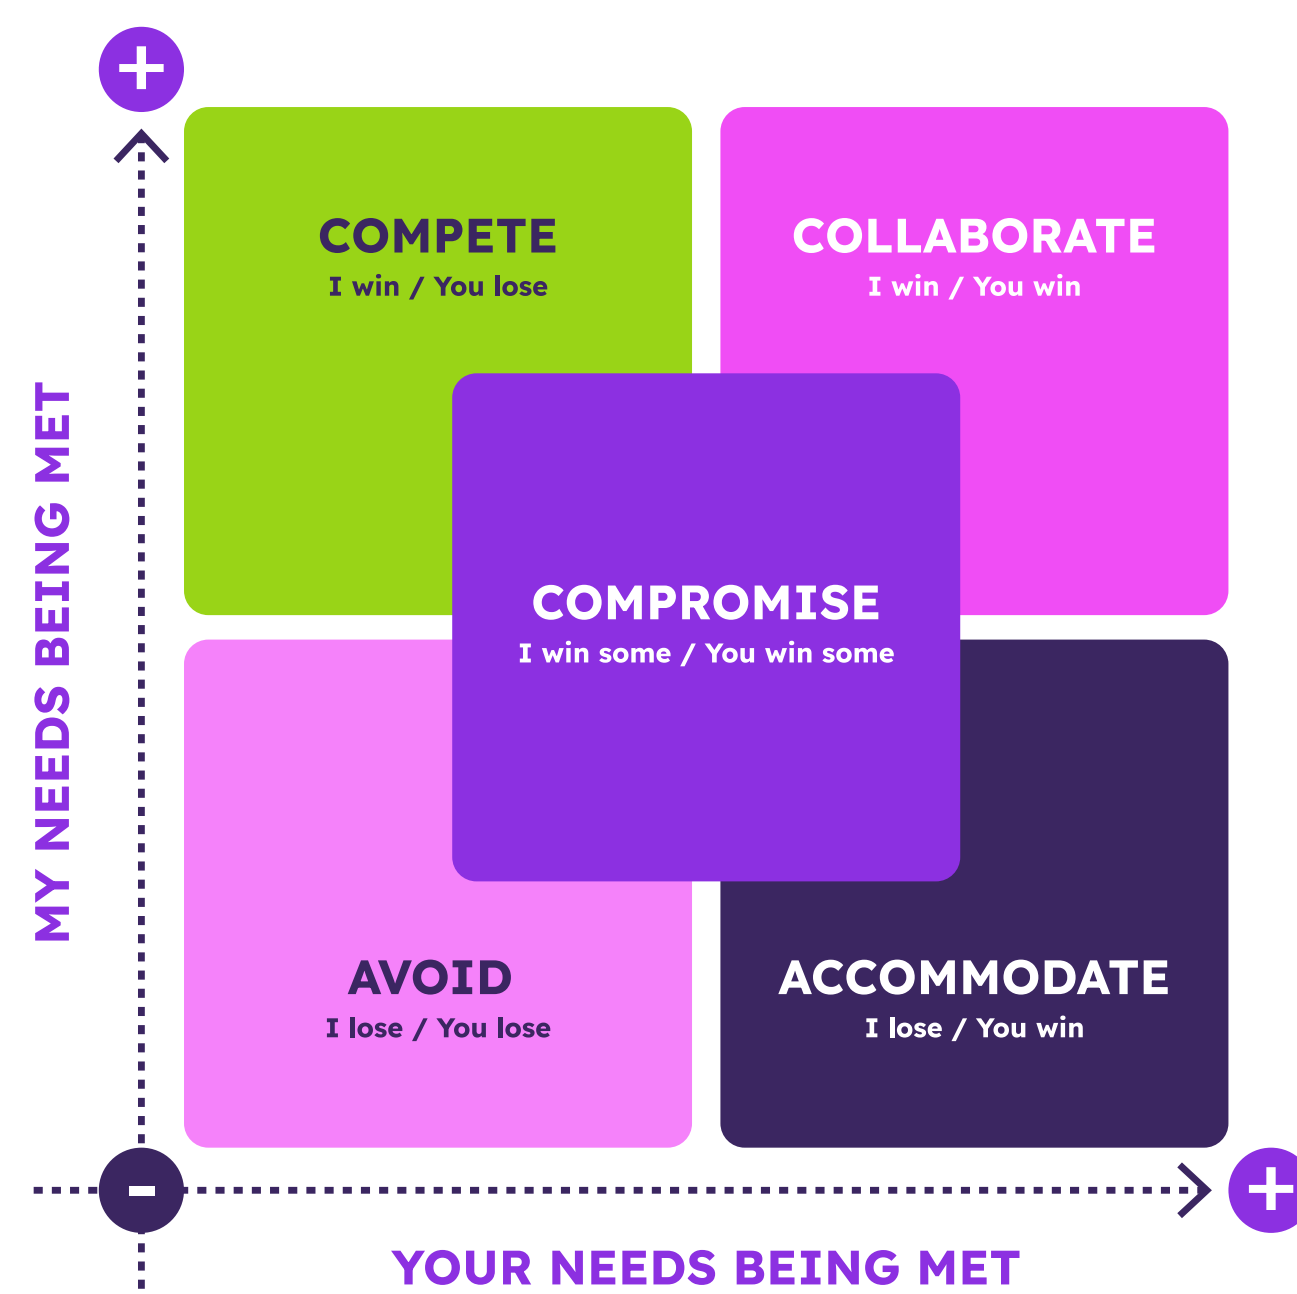 +
COMPETE
I win / You lose
COLLABORATE
I win / You win
MY NEEDS BEING MET
COMPROMISE
I win some / You win some
AVOID
I lose / You lose
ACCOMMODATE
I lose / You win
-
+
YOUR NEEDS BEING MET